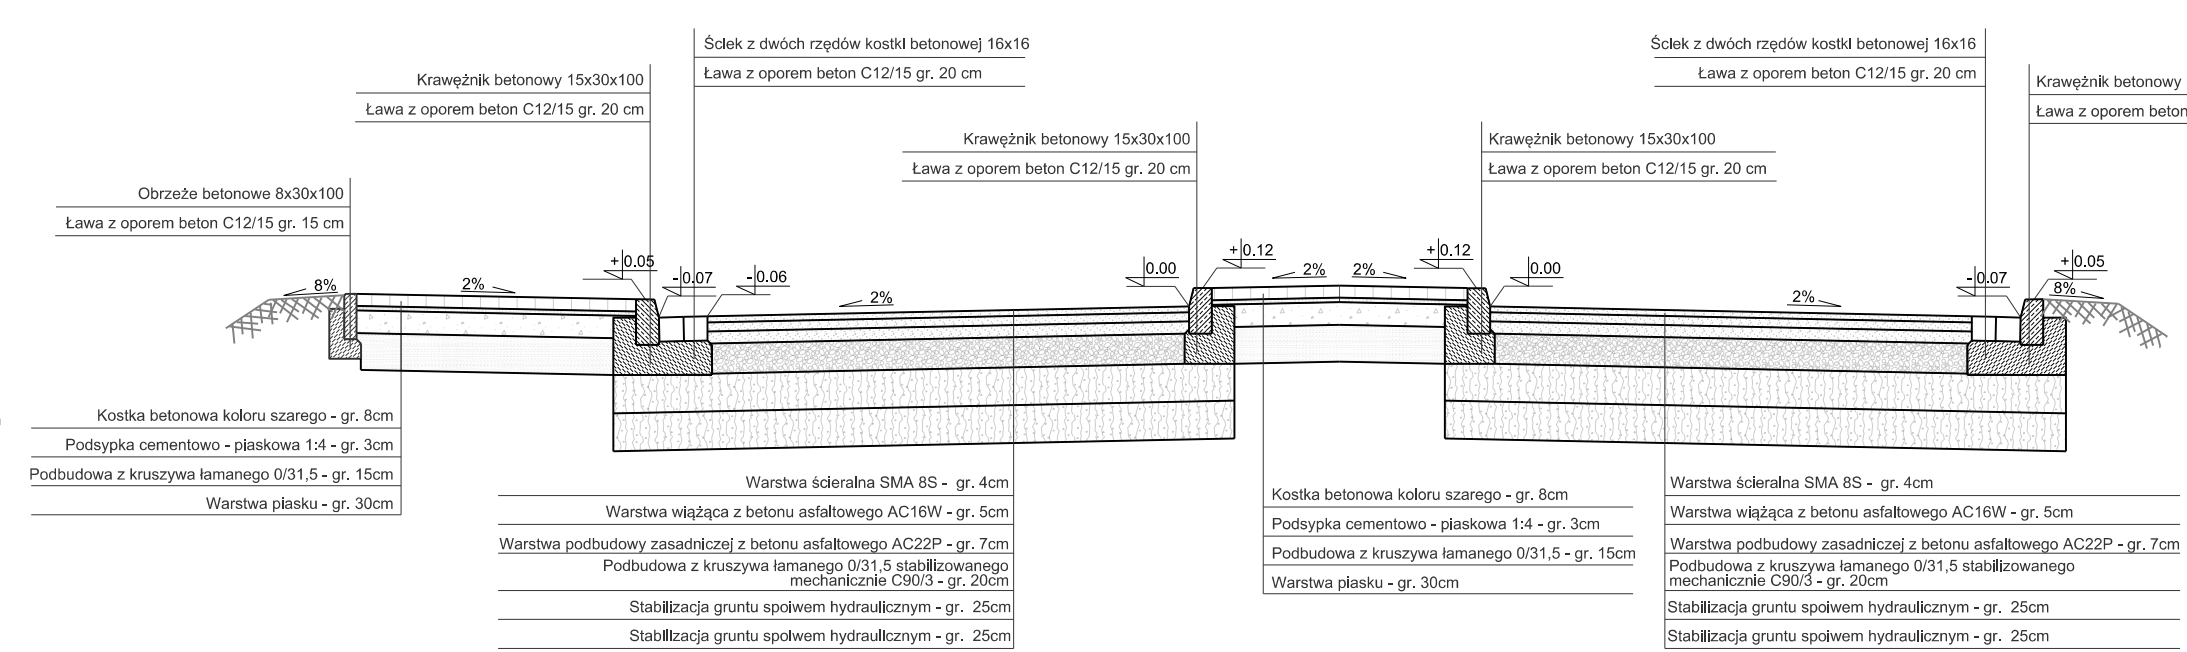 Ściek z dwóch rzędów kostki betonowej 16x16
Ława z oporem beton C12/15 gr. 20 cm
Krawężnik betonowy 15x30x100
Ława z oporem beton C12/15 gr. 20 cm
Obrzeże betonowe 8x30x100
Ława z oporem beton C12/15 gr. 15 cm
Krawężnik betonowy 15x30x100
Ława z oporem beton C12/15 gr. 20 cm
Krawężnik betonowy 15x30x100
Ława z oporem beton C12/15 gr. 20 cm
Ściek z dwóch rzędów kostki betonowej 16x16
Ława z oporem beton C12/15 gr. 20 cm
Krawężnik betonowy
Ława z oporem beton
8%
2%
+0.05
-0.07
-0.06
2%
0.00
+0.12
2%
2%
+0.12
0.00
2%
-0.07
+0.05
8%
Kostka betonowa koloru szarego - gr. 8cm
Podsypka cementowo - piaskowa 1:4 - gr. 3cm
Podbudowa z kruszywa łamanego 0/31,5 - gr. 15cm
Warstwa piasku - gr. 30cm
Warstwa ścieralna SMA 8S - gr. 4cm
Warstwa wiążąca z betonu asfaltowego AC16W - gr. 5cm
Warstwa podbudowy zasadniczej z betonu asfaltowego AC22P - gr. 7cm
Podbudowa z kruszywa łamanego 0/31,5 stabilizowanego
mechanicznie C90/3 - gr. 20cm
Stabilizacja gruntu spoiwem hydraulicznym - gr. 25cm
Stabilizacja gruntu spoiwem hydraulicznym - gr. 25cm
Kostka betonowa koloru szarego - gr. 8cm
Podsypka cementowo - piaskowa 1:4 - gr. 3cm
Podbudowa z kruszywa łamanego 0/31,5 - gr. 15cm
Warstwa piasku - gr. 30cm
Warstwa ścieralna SMA 8S - gr. 4cm
Warstwa wiążąca z betonu asfaltowego AC16W - gr. 5cm
Warstwa podbudowy zasadniczej z betonu asfaltowego AC22P - gr. 7cm
Podbudowa z kruszywa łamanego 0/31,5 stabilizowanego
mechanicznie C90/3 - gr. 20cm
Stabilizacja gruntu spoiwem hydraulicznym - gr. 25cm
Stabilizacja gruntu spoiwem hydraulicznym - gr. 25cm